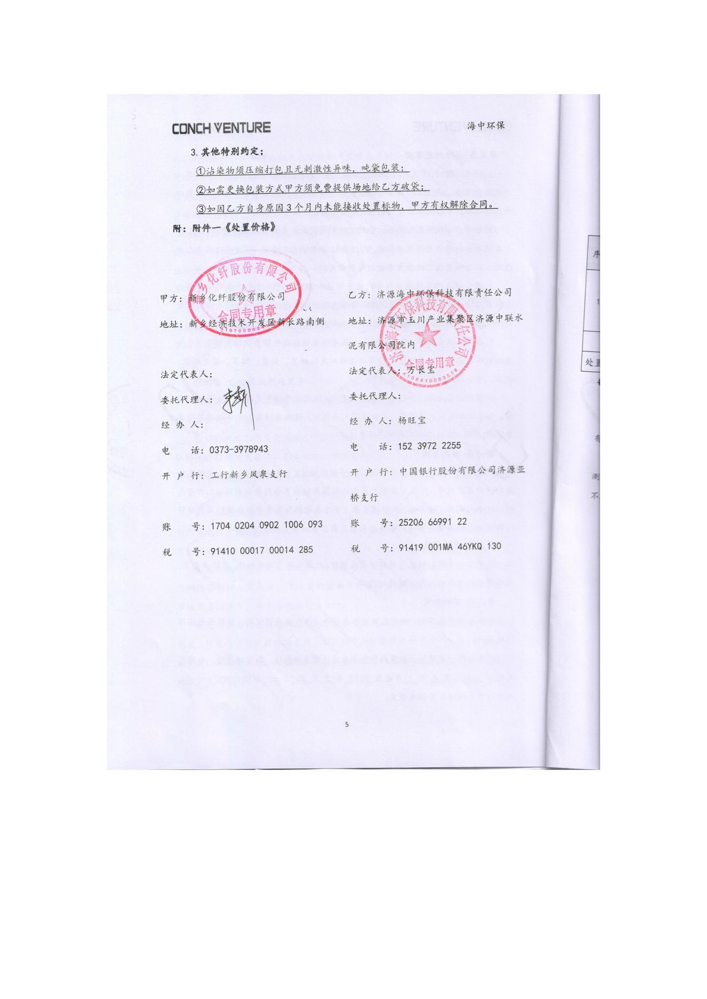 CONCH VENTURE
海中环保
3. 其他特别约定；
①沾染物须压缩打包且无刺激性异味，吨袋包装；
②如需更换包装方式甲方须免费提供场地给乙方破袋；
③如因乙方自身原因 3 个月内未能接收处置标物，甲方有权解除合同。
附：附件一《处置价格》
新乡化纤股份有限公司
合同专用章
甲方：新乡化纤股份有限公司
地址：新乡经济技术开发区新长路南侧
法定代表人：
委托代理人：
经 办 人：
电 话：0373-3978943
开 户 行：工行新乡凤泉支行
账 号：1704 0204 0902 1006 093
税 号：91410 00017 00014 285
乙方：济源海中环保科技有限责任公司
地址：济源市玉川产业集聚区济源中联水
泥有限公司院内
济源海中环保科技有限责任公司
合同专用章
4108810063556
法定代表人：万长宝
委托代理人：
经 办 人：杨旺宝
电 话：152 3972 2255
开 户 行：中国银行股份有限公司济源亚
桥支行
账 号：25206 66991 22
税 号：91419 001MA 46YKQ 130
5
序
处置
有
测
不